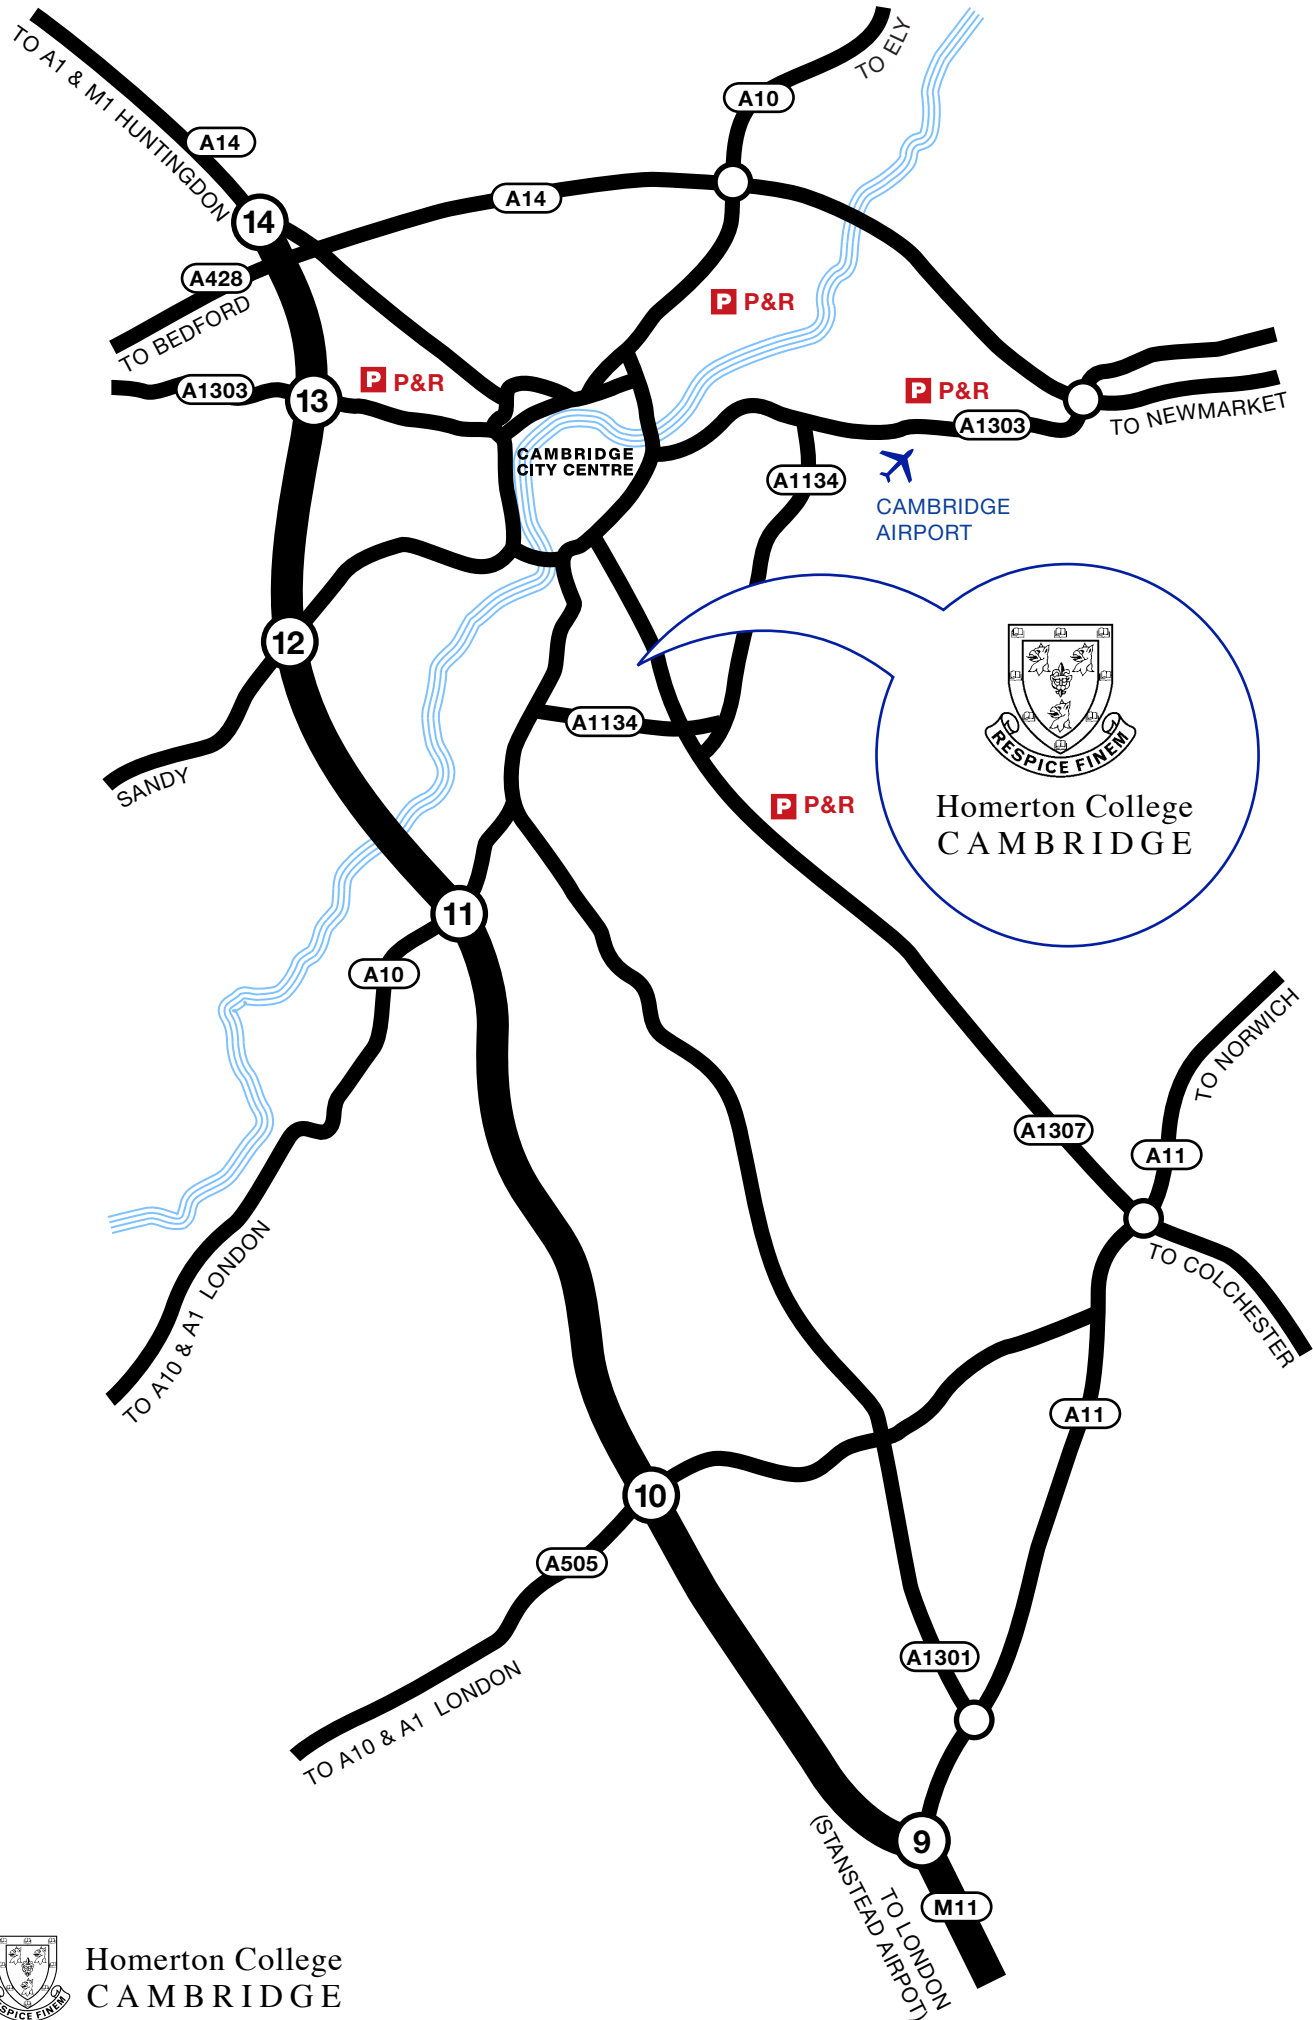 TO ELY
TO A1 & M1 HUNTINGDON
A10
A14
A14
14
A428
TO BEDFORD
P P&R
P P&R
P P&R
A1303
13
A1303
TO NEWMARKET
CAMBRIDGE
CITY CENTRE
A1134
CAMBRIDGE
AIRPORT
12
RESPICE FINEM
A1134
SANDY
P P&R
Homerton College
CAMBRIDGE
11
A10
TO NORWICH
A1307
A11
TO COLCHESTER
TO A10 & A1 LONDON
A11
10
A505
A1301
TO A10 & A1 LONDON
9
M11
TO LONDON
(STANSTEAD AIRPOT)
Homerton College
CAMBRIDGE
SPICE FINEM